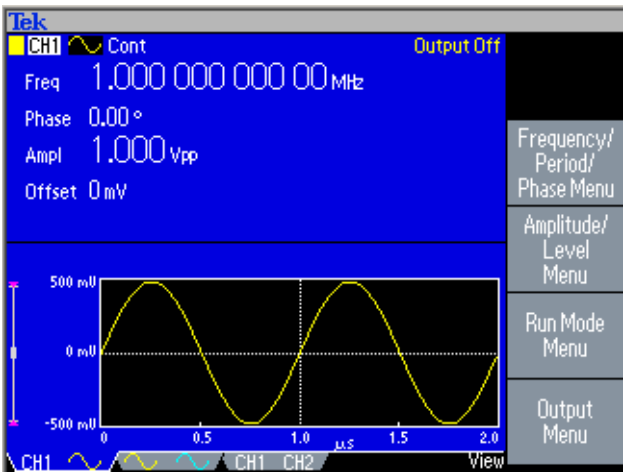 Tek
CH1 Cont Output Off
Freq 1.000 000 000 00 MHz
Phase 0.00 °
Ampl 1.000 Vpp
Offset 0 mV
Frequency/
Period/
Phase Menu
Amplitude/
Level
Menu
Run Mode
Menu
Output
Menu
500 mV
0 mV
-500 mV
0 0.5 1.0 μs 1.5 2.0
CH1 CH1 CH2 View